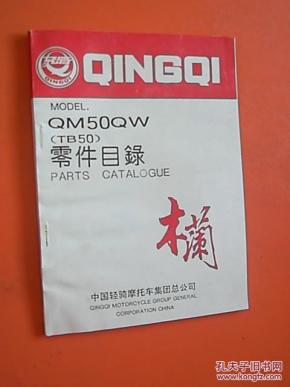 轻骑
QINGQI
MODEL.
QM50QW
(TB50)
零件目錄
PARTS CATALOGUE
木蘭
中国轻骑摩托车集团总公司
QINGQI MOTORCYCLE GROUP GENERAL
CORPORATION CHINA
孔夫子旧书网